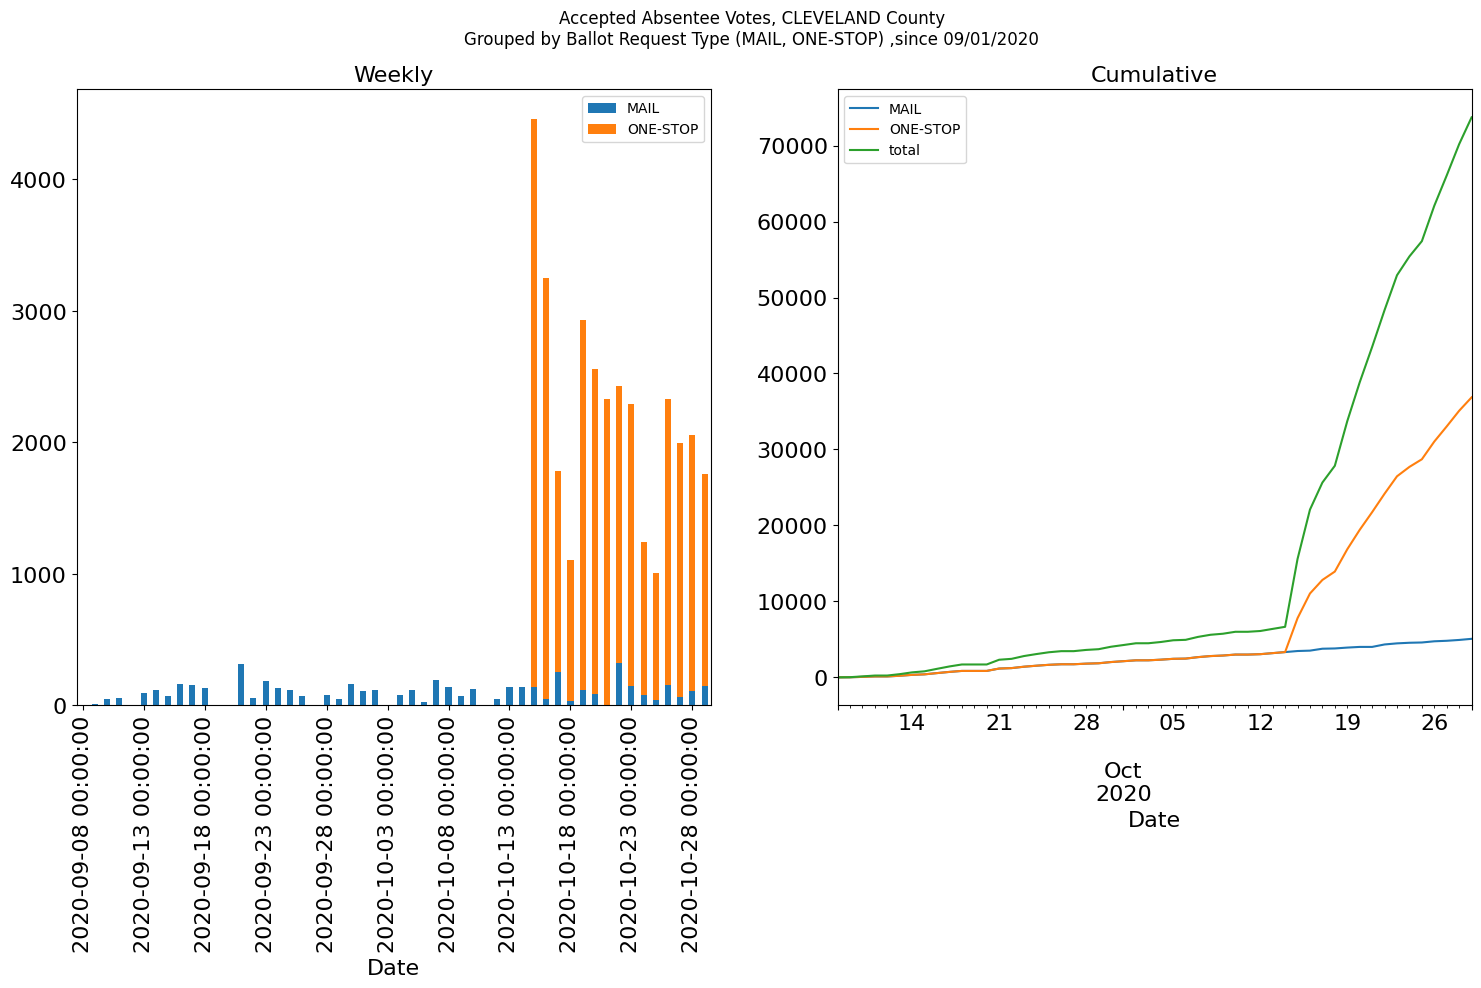 Accepted Absentee Votes, CLEVELAND County
Grouped by Ballot Request Type (MAIL, ONE-STOP) ,since 09/01/2020
Weekly
MAIL
ONE-STOP
4000
3000
2000
1000
0
2020-09-08 00:00:00
2020-09-13 00:00:00
2020-09-18 00:00:00
2020-09-23 00:00:00
2020-09-28 00:00:00
2020-10-03 00:00:00
2020-10-08 00:00:00
2020-10-13 00:00:00
2020-10-18 00:00:00
2020-10-23 00:00:00
2020-10-28 00:00:00
Date
Cumulative
MAIL
ONE-STOP
total
70000
60000
50000
40000
30000
20000
10000
0
14 21 28 05 12 19 26
Oct
2020
Date